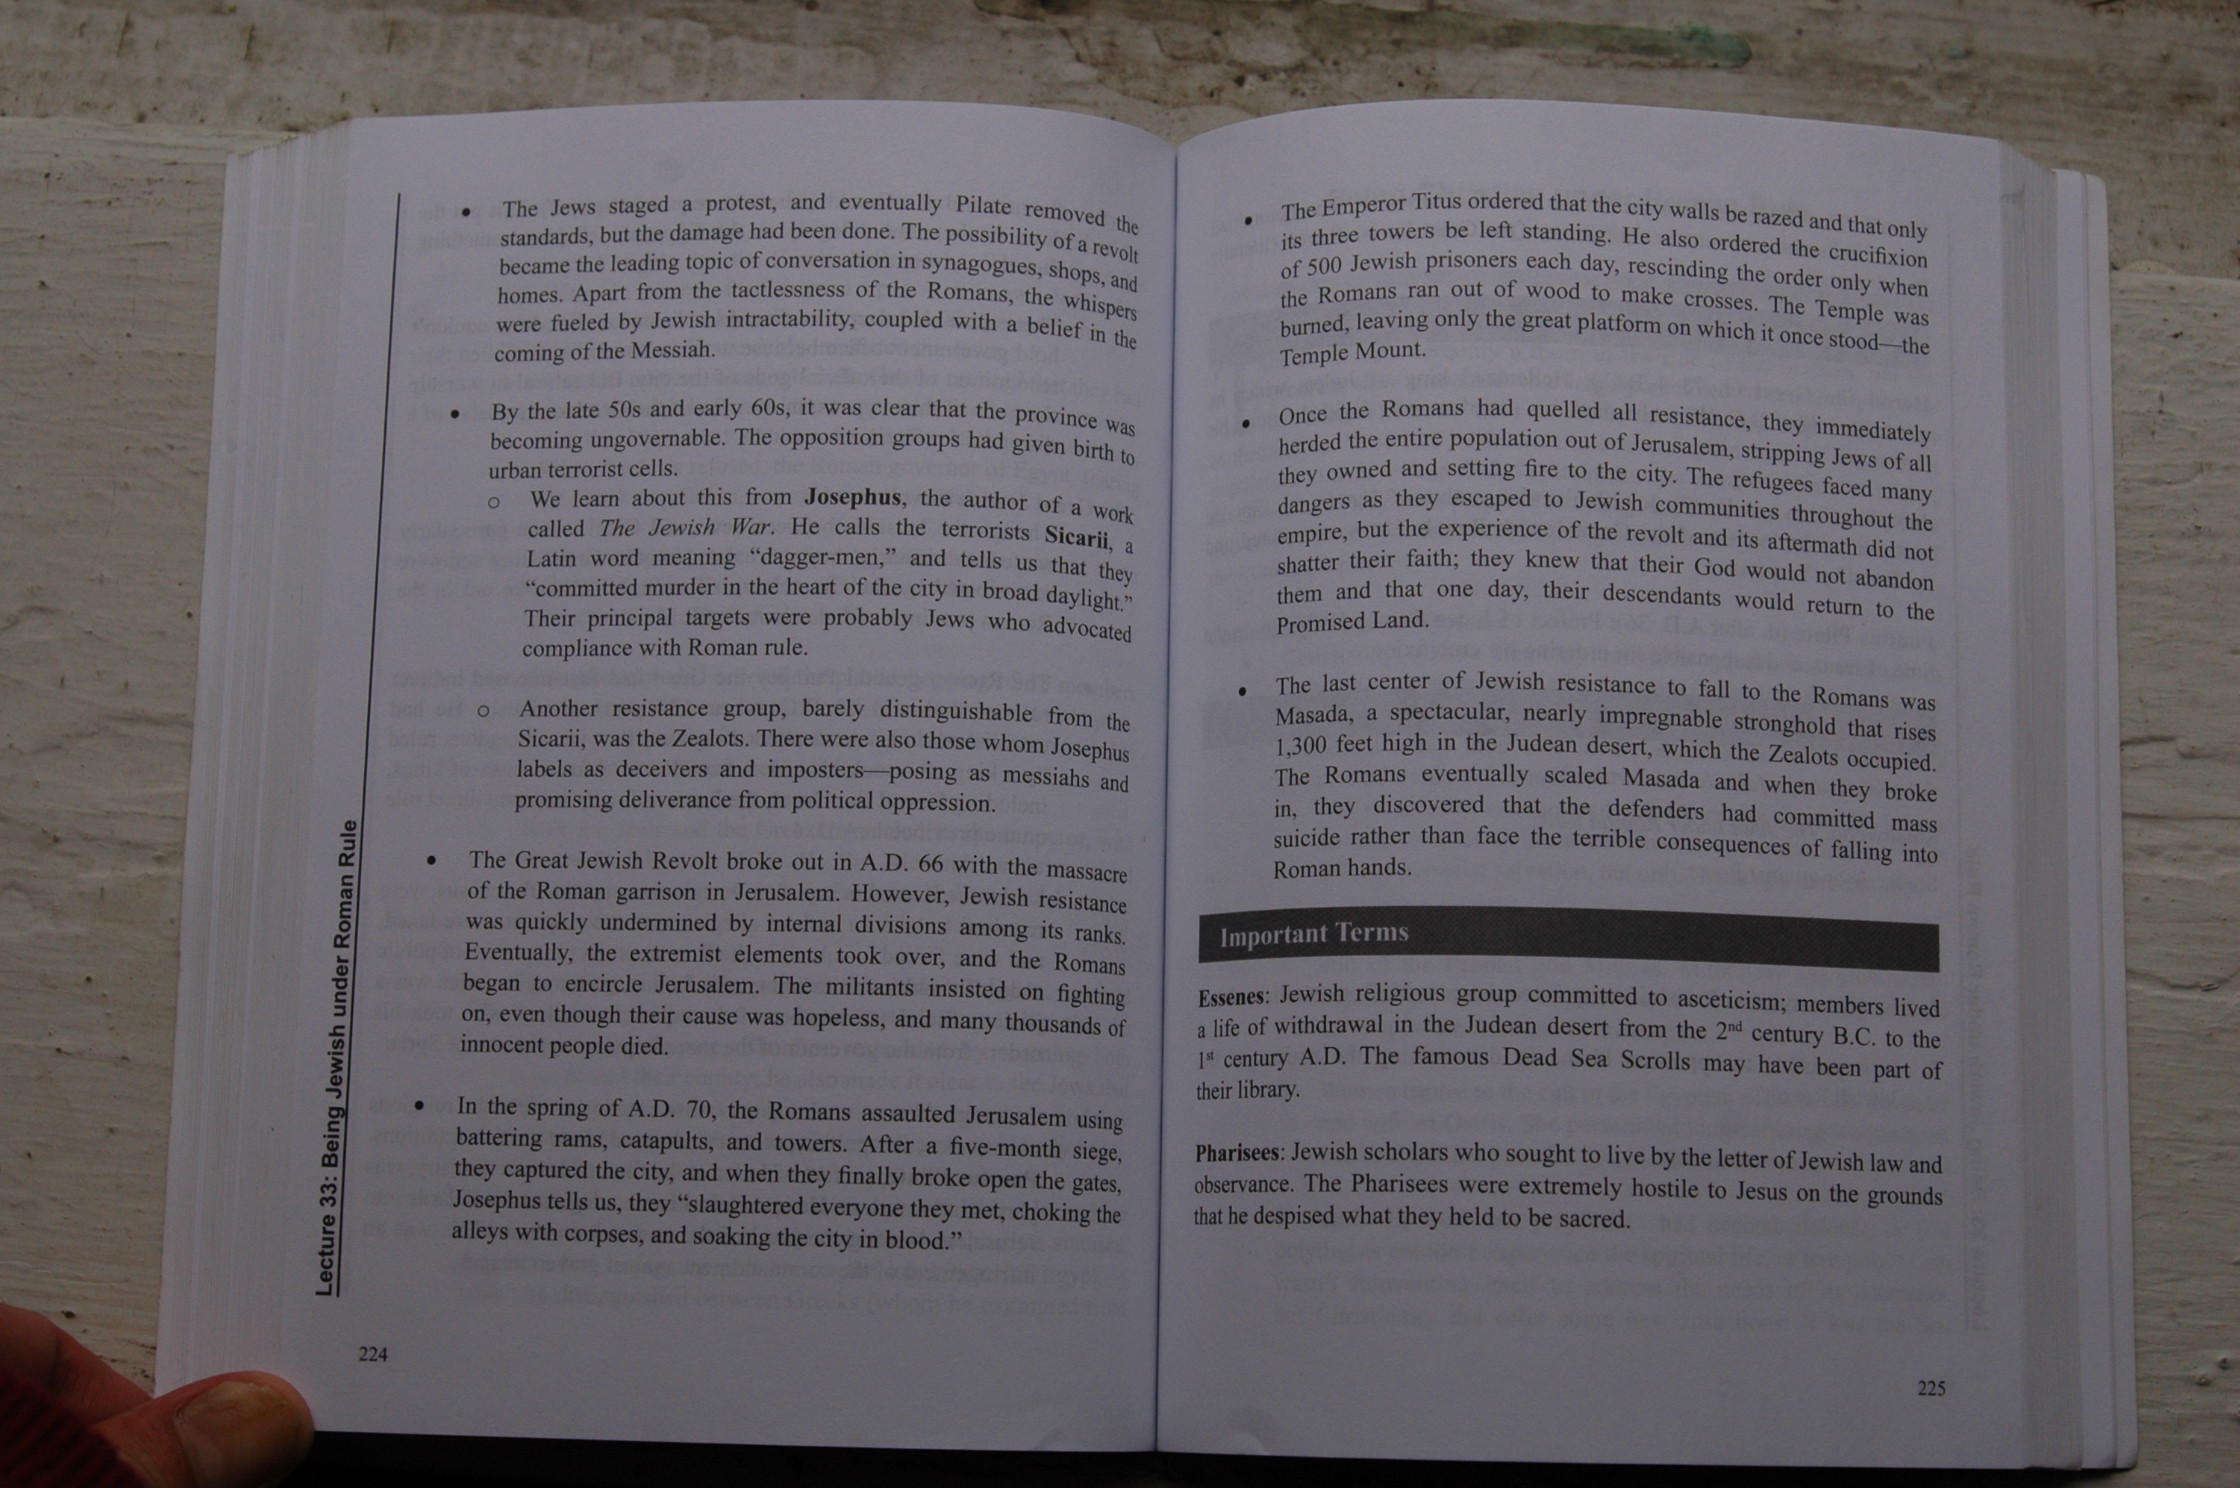 • The Jews staged a protest, and eventually Pilate removed the
standards, but the damage had been done. The possibility of a revolt
became the leading topic of conversation in synagogues, shops, and
homes. Apart from the tactlessness of the Romans, the whispers
were fueled by Jewish intractability, coupled with a belief in the
coming of the Messiah.
• By the late 50s and early 60s, it was clear that the province was
becoming ungovernable. The opposition groups had given birth to
urban terrorist cells.
o We learn about this from Josephus, the author of a work
called The Jewish War. He calls the terrorists Sicarii, a
Latin word meaning “dagger-men,” and tells us that they
“committed murder in the heart of the city in broad daylight.”
Their principal targets were probably Jews who advocated
compliance with Roman rule.
o Another resistance group, barely distinguishable from the
Sicarii, was the Zealots. There were also those whom Josephus
labels as deceivers and imposters—posing as messiahs and
promising deliverance from political oppression.
• The Great Jewish Revolt broke out in A.D. 66 with the massacre
of the Roman garrison in Jerusalem. However, Jewish resistance
was quickly undermined by internal divisions among its ranks.
Eventually, the extremist elements took over, and the Romans
began to encircle Jerusalem. The militants insisted on fighting
on, even though their cause was hopeless, and many thousands of
innocent people died.
• In the spring of A.D. 70, the Romans assaulted Jerusalem using
battering rams, catapults, and towers. After a five-month siege,
they captured the city, and when they finally broke open the gates,
Josephus tells us, they “slaughtered everyone they met, choking the
alleys with corpses, and soaking the city in blood.”
Lecture 33: Being Jewish under Roman Rule
224
• The Emperor Titus ordered that the city walls be razed and that only
its three towers be left standing. He also ordered the crucifixion
of 500 Jewish prisoners each day, rescinding the order only when
the Romans ran out of wood to make crosses. The Temple was
burned, leaving only the great platform on which it once stood—the
Temple Mount.
• Once the Romans had quelled all resistance, they immediately
herded the entire population out of Jerusalem, stripping Jews of all
they owned and setting fire to the city. The refugees faced many
dangers as they escaped to Jewish communities throughout the
empire, but the experience of the revolt and its aftermath did not
shatter their faith; they knew that their God would not abandon
them and that one day, their descendants would return to the
Promised Land.
• The last center of Jewish resistance to fall to the Romans was
Masada, a spectacular, nearly impregnable stronghold that rises
1,300 feet high in the Judean desert, which the Zealots occupied.
The Romans eventually scaled Masada and when they broke
in, they discovered that the defenders had committed mass
suicide rather than face the terrible consequences of falling into
Roman hands.
Important Terms
Essenes: Jewish religious group committed to asceticism; members lived
a life of withdrawal in the Judean desert from the 2nd century B.C. to the
1st century A.D. The famous Dead Sea Scrolls may have been part of
their library.
Pharisees: Jewish scholars who sought to live by the letter of Jewish law and
observance. The Pharisees were extremely hostile to Jesus on the grounds
that he despised what they held to be sacred.
225